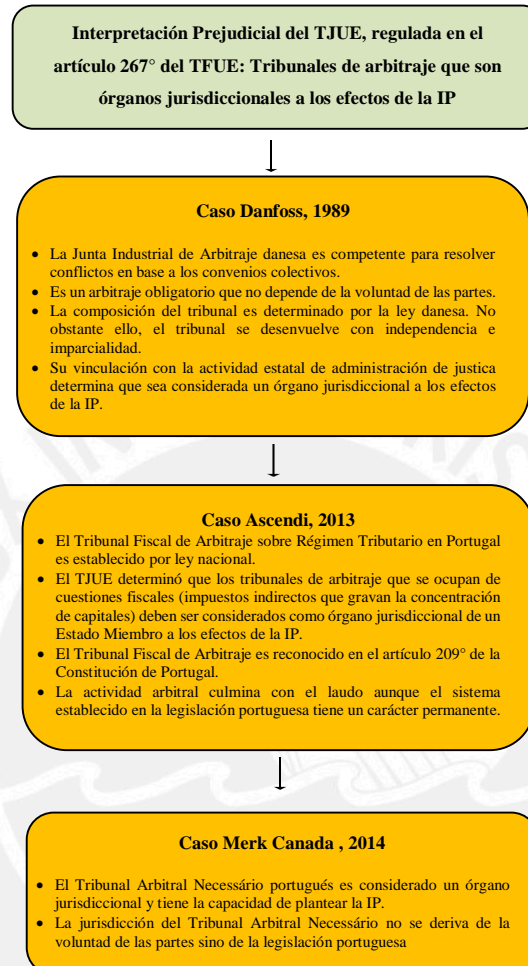 Interpretación Prejudicial del TJUE, regulada en el
artículo 267° del TFUE: Tribunales de arbitraje que son
órganos jurisdiccionales a los efectos de la IP
Caso Danfoss, 1989
• La Junta Industrial de Arbitraje danesa es competente para resolver
conflictos en base a los convenios colectivos.
• Es un arbitraje obligatorio que no depende de la voluntad de las partes.
• La composición del tribunal es determinado por la ley danesa. No
obstante ello, el tribunal se desenvuelve con independencia e
imparcialidad.
• Su vinculación con la actividad estatal de administración de justica
determina que sea considerada un órgano jurisdiccional a los efectos
de la IP.
Caso Ascendi, 2013
• El Tribunal Fiscal de Arbitraje sobre Régimen Tributario en Portugal
es establecido por ley nacional.
• El TJUE determinó que los tribunales de arbitraje que se ocupan de
cuestiones fiscales (impuestos indirectos que gravan la concentración
de capitales) deben ser considerados como órgano jurisdiccional de un
Estado Miembro a los efectos de la IP.
• El Tribunal Fiscal de Arbitraje es reconocido en el artículo 209° de la
Constitución de Portugal.
• La actividad arbitral culmina con el laudo aunque el sistema
establecido en la legislación portuguesa tiene un carácter permanente.
Caso Merk Canada , 2014
• El Tribunal Arbitral Necessário portugués es considerado un órgano
jurisdiccional y tiene la capacidad de plantear la IP.
• La jurisdicción del Tribunal Arbitral Necessário no se deriva de la
voluntad de las partes sino de la legislación portuguesa